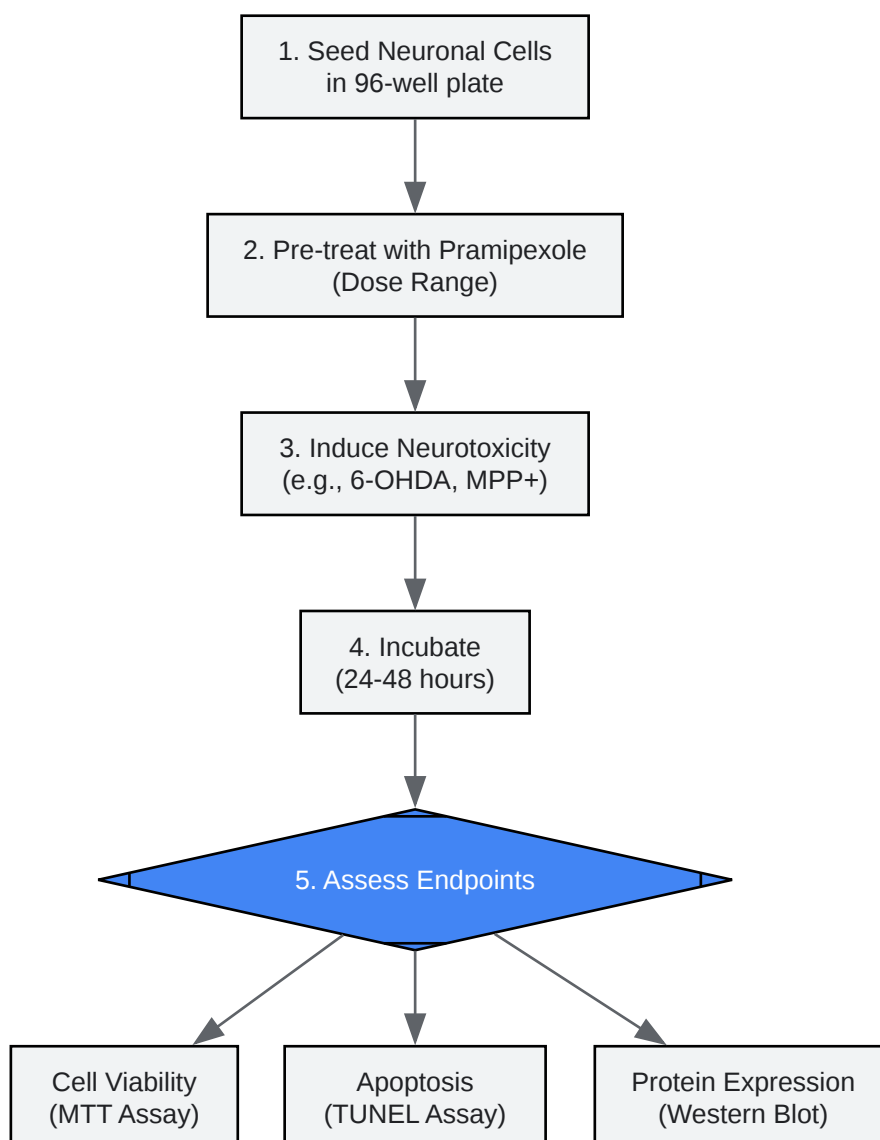 1. Seed Neuronal Cells
in 96-well plate
2. Pre-treat with Pramipexole
(Dose Range)
3. Induce Neurotoxicity
(e.g., 6-OHDA, MPP+)
4. Incubate
(24-48 hours)
5. Assess Endpoints
Cell Viability
(MTT Assay)
Apoptosis
(TUNEL Assay)
Protein Expression
(Western Blot)